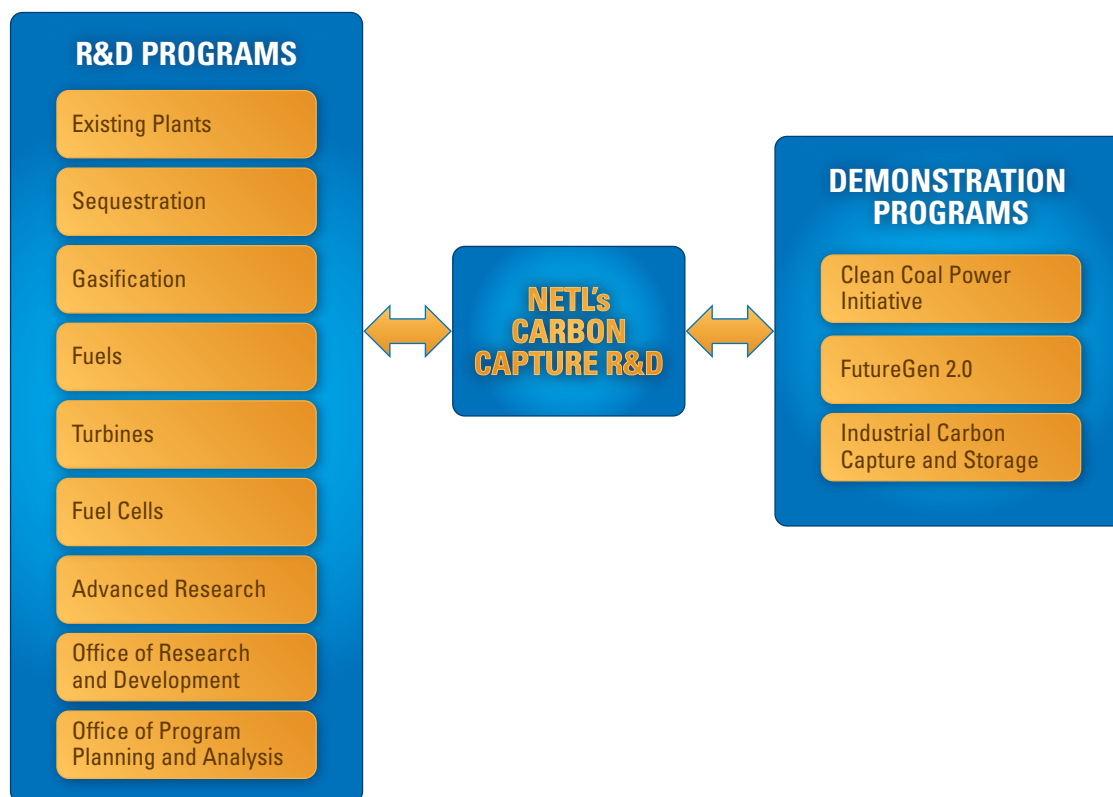 R&D PROGRAMS
Existing Plants
Sequestration
Gasification
Fuels
Turbines
Fuel Cells
Advanced Research
Office of Research
and Development
Office of Program
Planning and Analysis
NETL's
CARBON
CAPTURE R&D
DEMONSTRATION
PROGRAMS
Clean Coal Power
Initiative
FutureGen 2.0
Industrial Carbon
Capture and Storage